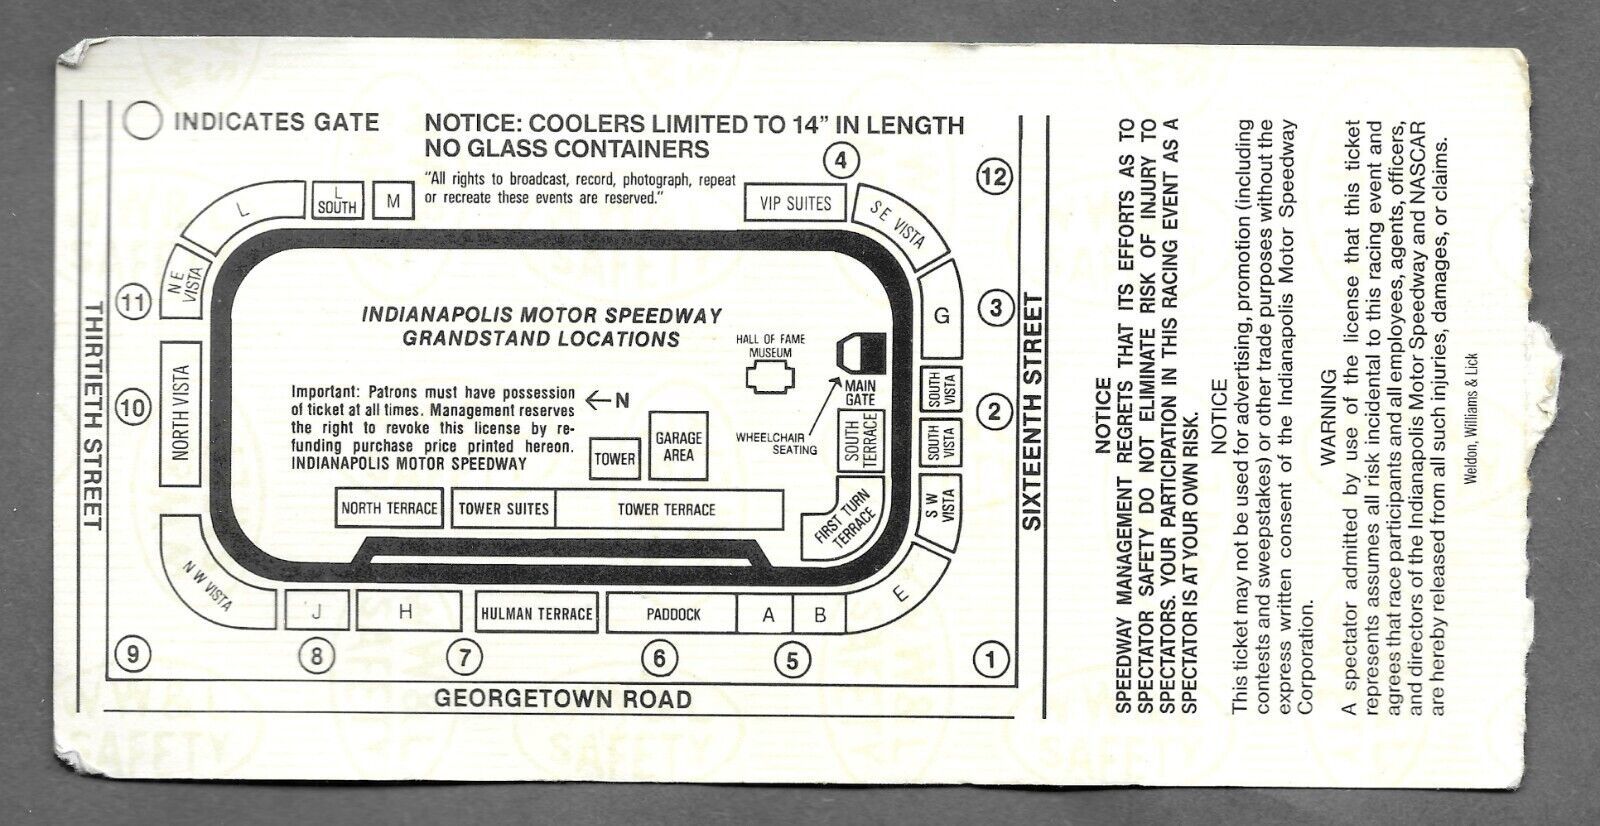 INDICATES GATE
NOTICE: COOLERS LIMITED TO 14" IN LENGTH
NO GLASS CONTAINERS
"All rights to broadcast, record, photograph, repeat
or recreate these events are reserved."
4
12
L
L
SOUTH
M
VIP SUITES
SE VISTA
N E
VISTA
11
THIRTIETH STREET
10
NORTH VISTA
INDIANAPOLIS MOTOR SPEEDWAY
GRANDSTAND LOCATIONS
HALL OF FAME
MUSEUM
G
3
SIXTEENTH STREET
Important: Patrons must have possession
of ticket at all times. Management reserves
the right to revoke this license by re-
funding purchase price printed hereon.
INDIANAPOLIS MOTOR SPEEDWAY
N
MAIN
GATE
WHEELCHAIR
SEATING
SOUTH
TERRACE
SOUTH
VISTA
2
SOUTH
VISTA
TOWER
GARAGE
AREA
NORTH TERRACE
TOWER SUITES
TOWER TERRACE
FIRST TURN
TERRACE
S W
VISTA
N W VISTA
J
H
HULMAN TERRACE
PADDOCK
A
B
E
9
8
7
6
5
1
GEORGETOWN ROAD
NOTICE
SPEEDWAY MANAGEMENT REGRETS THAT ITS EFFORTS AS TO
SPECTATOR SAFETY DO NOT ELIMINATE RISK OF INJURY TO
SPECTATORS. YOUR PARTICIPATION IN THIS RACING EVENT AS A
SPECTATOR IS AT YOUR OWN RISK.
NOTICE
This ticket may not be used for advertising, promotion (including
contests and sweepstakes) or other trade purposes without the
express written consent of the Indianapolis Motor Speedway
Corporation.
WARNING
A spectator admitted by use of the license that this ticket
represents assumes all risk incidental to this racing event and
agrees that race participants and all employees, agents, officers,
and directors of the Indianapolis Motor Speedway and NASCAR
are hereby released from all such injuries, damages, or claims.
Weldon, Williams & Lick